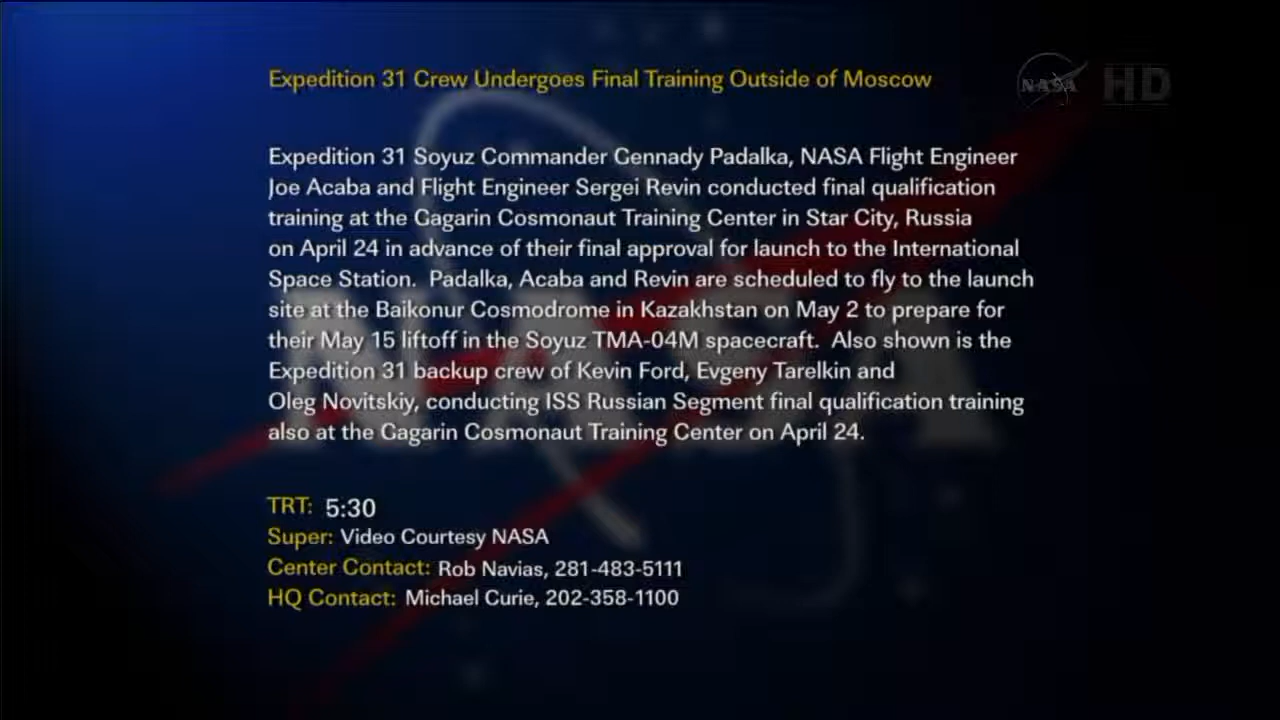 Expedition 31 Crew Undergoes Final Training Outside of Moscow
NASA HD
Expedition 31 Soyuz Commander Gennady Padalka, NASA Flight Engineer
Joe Acaba and Flight Engineer Sergei Revin conducted final qualification
training at the Gagarin Cosmonaut Training Center in Star City, Russia
on April 24 in advance of their final approval for launch to the International
Space Station.  Padalka, Acaba and Revin are scheduled to fly to the launch
site at the Baikonur Cosmodrome in Kazakhstan on May 2 to prepare for
their May 15 liftoff in the Soyuz TMA-04M spacecraft.  Also shown is the
Expedition 31 backup crew of Kevin Ford, Evgeny Tarelkin and
Oleg Novitskiy, conducting ISS Russian Segment final qualification training
also at the Gagarin Cosmonaut Training Center on April 24.
NASA
TRT: 5:30
Super: Video Courtesy NASA
Center Contact: Rob Navias, 281-483-5111
HQ Contact: Michael Curie, 202-358-1100